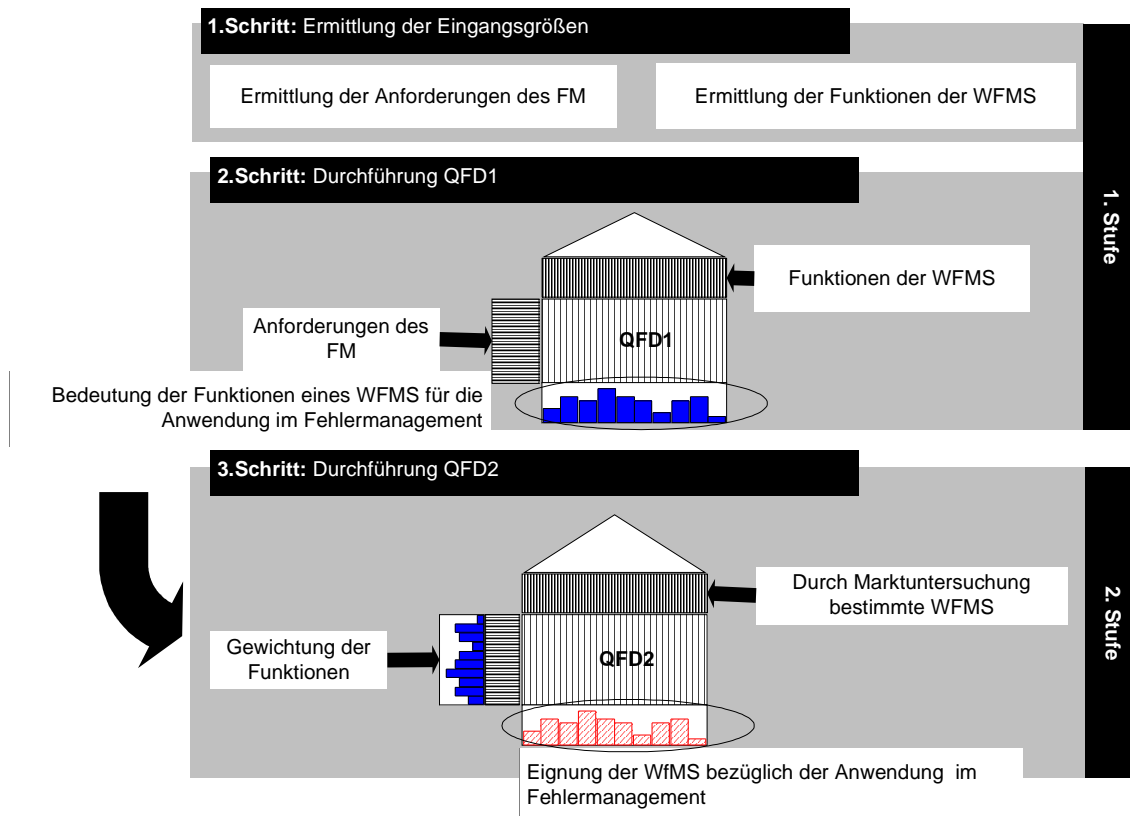 1.Schritt: Ermittlung der Eingangsgrößen
Ermittlung der Anforderungen des FM
Ermittlung der Funktionen der WFMS
2.Schritt: Durchführung QFD1
1. Stufe
Funktionen der WFMS
Anforderungen des
FM
QFD1
Bedeutung der Funktionen eines WFMS für die
Anwendung im Fehlermanagement
3.Schritt: Durchführung QFD2
2. Stufe
Durch Marktuntersuchung
bestimmte WFMS
Gewichtung der
Funktionen
QFD2
Eignung der WfMS bezüglich der Anwendung im
Fehlermanagement